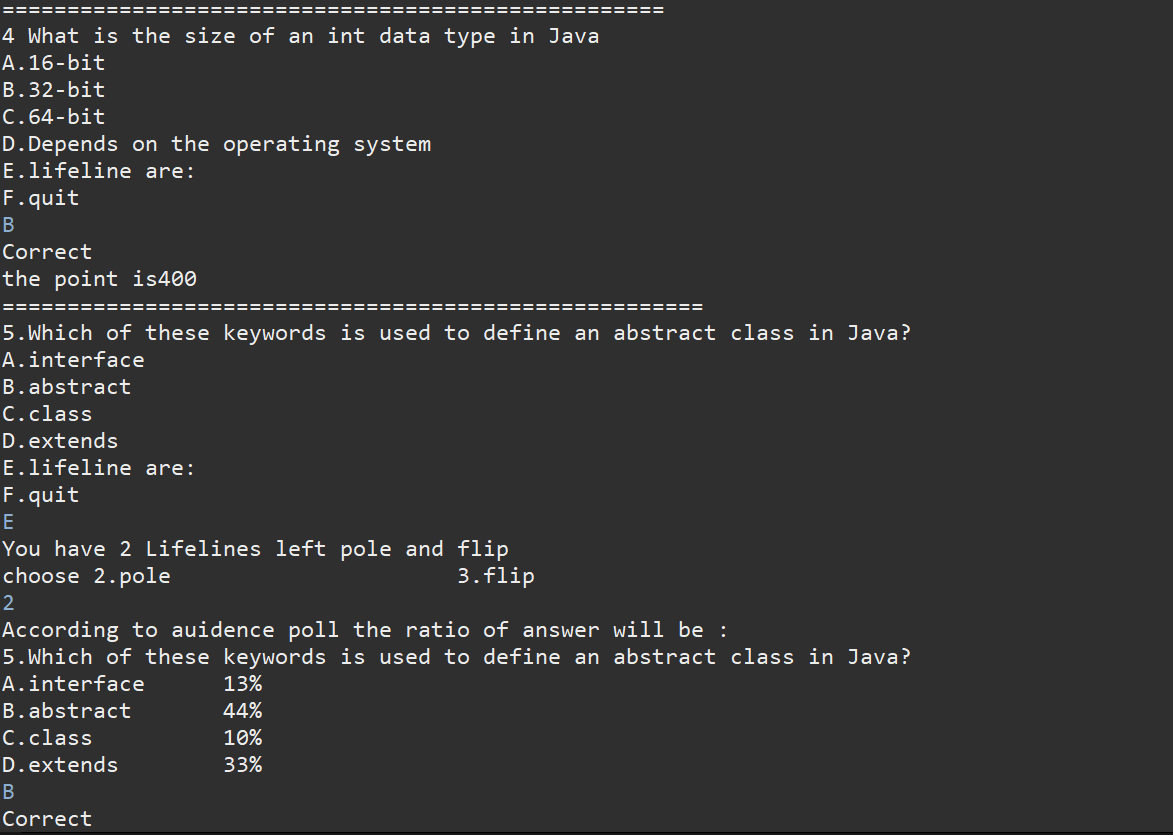 ===================================================
4 What is the size of an int data type in Java
A.16-bit
B.32-bit
C.64-bit
D.Depends on the operating system
E.lifeline are:
F.quit
B
Correct
the point is400
======================================================
5.Which of these keywords is used to define an abstract class in Java?
A.interface
B.abstract
C.class
D.extends
E.lifeline are:
F.quit
E
You have 2 Lifelines left pole and flip
choose 2.pole                      3.flip
2
According to auidence poll the ratio of answer will be :
5.Which of these keywords is used to define an abstract class in Java?
A.interface      13%
B.abstract       44%
C.class          10%
D.extends        33%
B
Correct